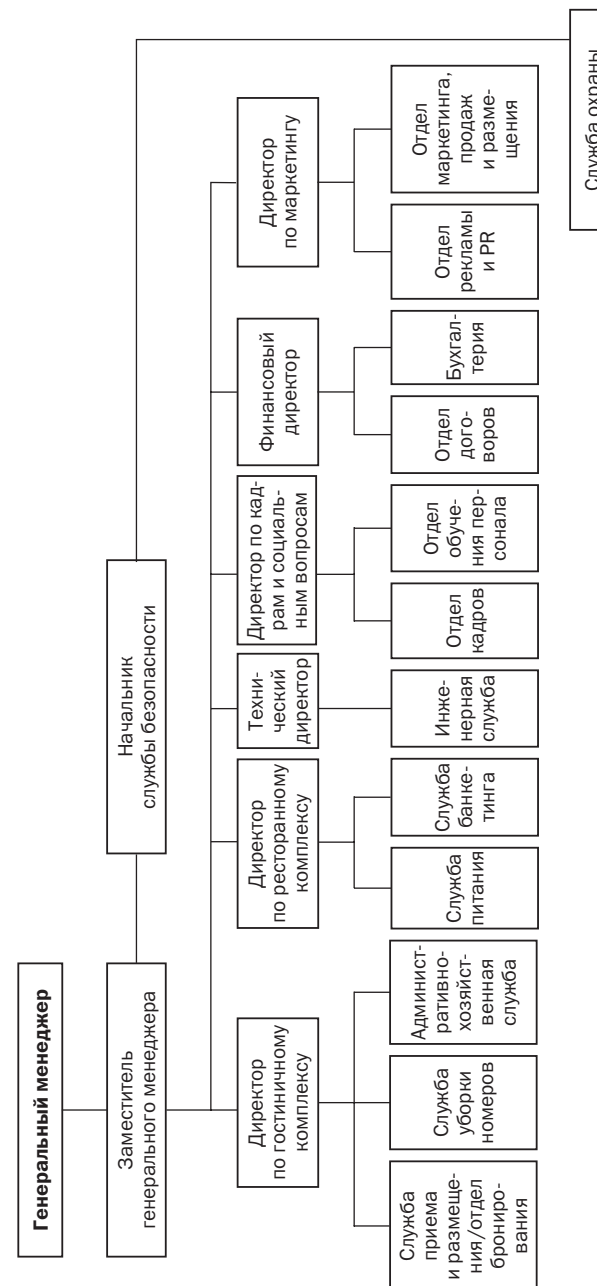 Генеральный менеджер
Заместитель
генерального менеджера
Начальник
службы безопасности
Директор
по гостиничному
комплексу
Директор
по ресторанному
комплексу
Техни-
ческий
директор
Директор по кад-
рам и социаль-
ным вопросам
Финансовый
директор
Директор
по маркетингу
Служба
приема
и размеще-
ния/отдел
брониро-
вания
Служба
уборки
номеров
Админист-
ративно-
хозяйст-
венная
служба
Служба
питания
Служба
банке-
тинга
Инже-
нерная
служба
Отдел
кадров
Отдел
обуче-
ния пер-
сонала
Отдел
дого-
воров
Бухгал-
терия
Отдел
рекламы
и PR
Отдел
маркетинга,
продаж
и разме-
щения
Служба охраны